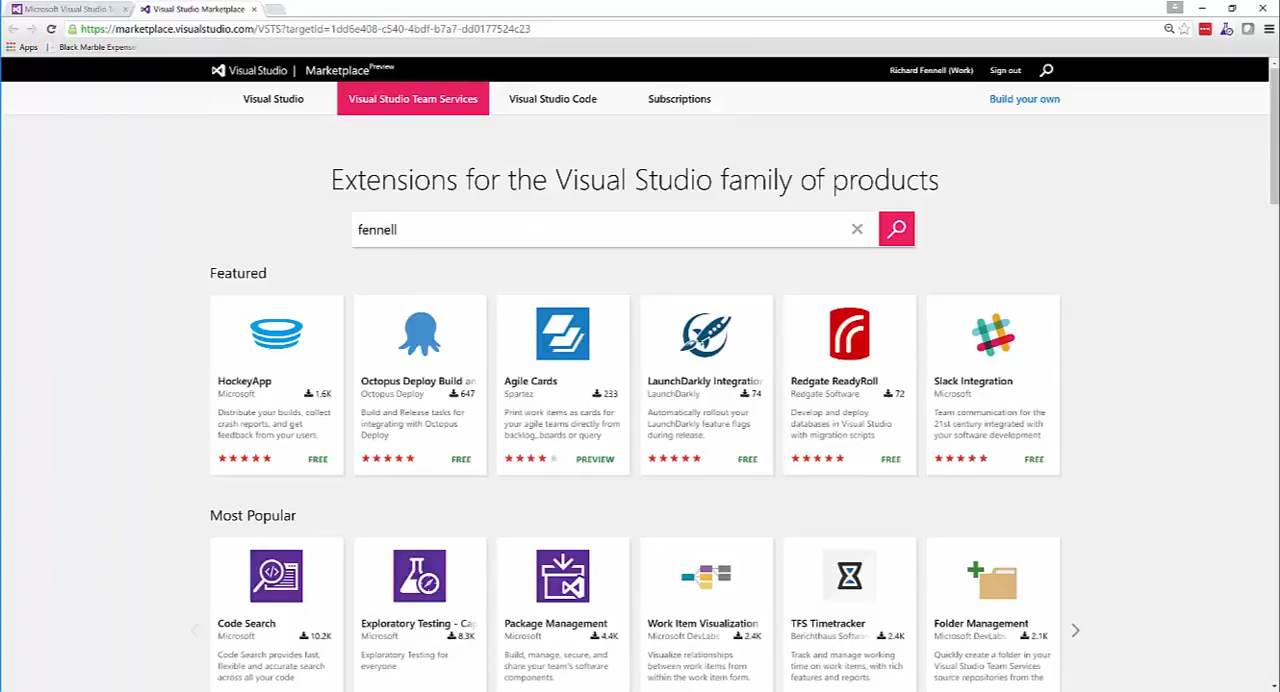 Microsoft Visual Studio T
Visual Studio Marketplace
https://marketplace.visualstudio.com/VSTS?targetId=1dd6e408-c540-4bdf-b7a7-dd0177524c23
Apps
Black Marble Expense
Visual Studio | Marketplace Preview
Richard Fennell (Work)
Sign out
Visual Studio
Visual Studio Team Services
Visual Studio Code
Subscriptions
Build your own
Extensions for the Visual Studio family of products
fennell
Featured
HockeyApp
Microsoft 1.6K
Distribute your builds, collect
crash reports, and get
feedback from your users.
FREE
Octopus Deploy Build an
Octopus Deploy 647
Build and Release tasks for
integrating with Octopus
Deploy
FREE
Agile Cards
Spartez 233
Print work items as cards for
your agile teams directly from
backlog, boards or query
PREVIEW
LaunchDarkly Integration
LaunchDarkly 74
Automatically rollout your
LaunchDarkly feature flags
during release.
FREE
Redgate ReadyRoll
Redgate Software 72
Develop and deploy
databases in Visual Studio
with migration scripts
FREE
Slack Integration
Microsoft
Team communication for the
21st century integrated with
your software development
FREE
Most Popular
Code Search
Microsoft 10.2K
Code Search provides fast,
flexible and accurate search
across all your code
Exploratory Testing - Cap
Microsoft 8.3K
Exploratory Testing for
everyone
Package Management
Microsoft 4.4K
Build, manage, secure, and
share your team's software
components.
Work Item Visualization
Microsoft DevLabs 2.4K
Visualize relationships
between work items from
within the work item form.
TFS Timetracker
Berichthaus Softwa 2.4K
Track and manage working
time on work items, with rich
features and reports.
Folder Management
Microsoft DevLabs 2.1K
Quickly create a folder in your
Visual Studio Team Services
source repositories from the